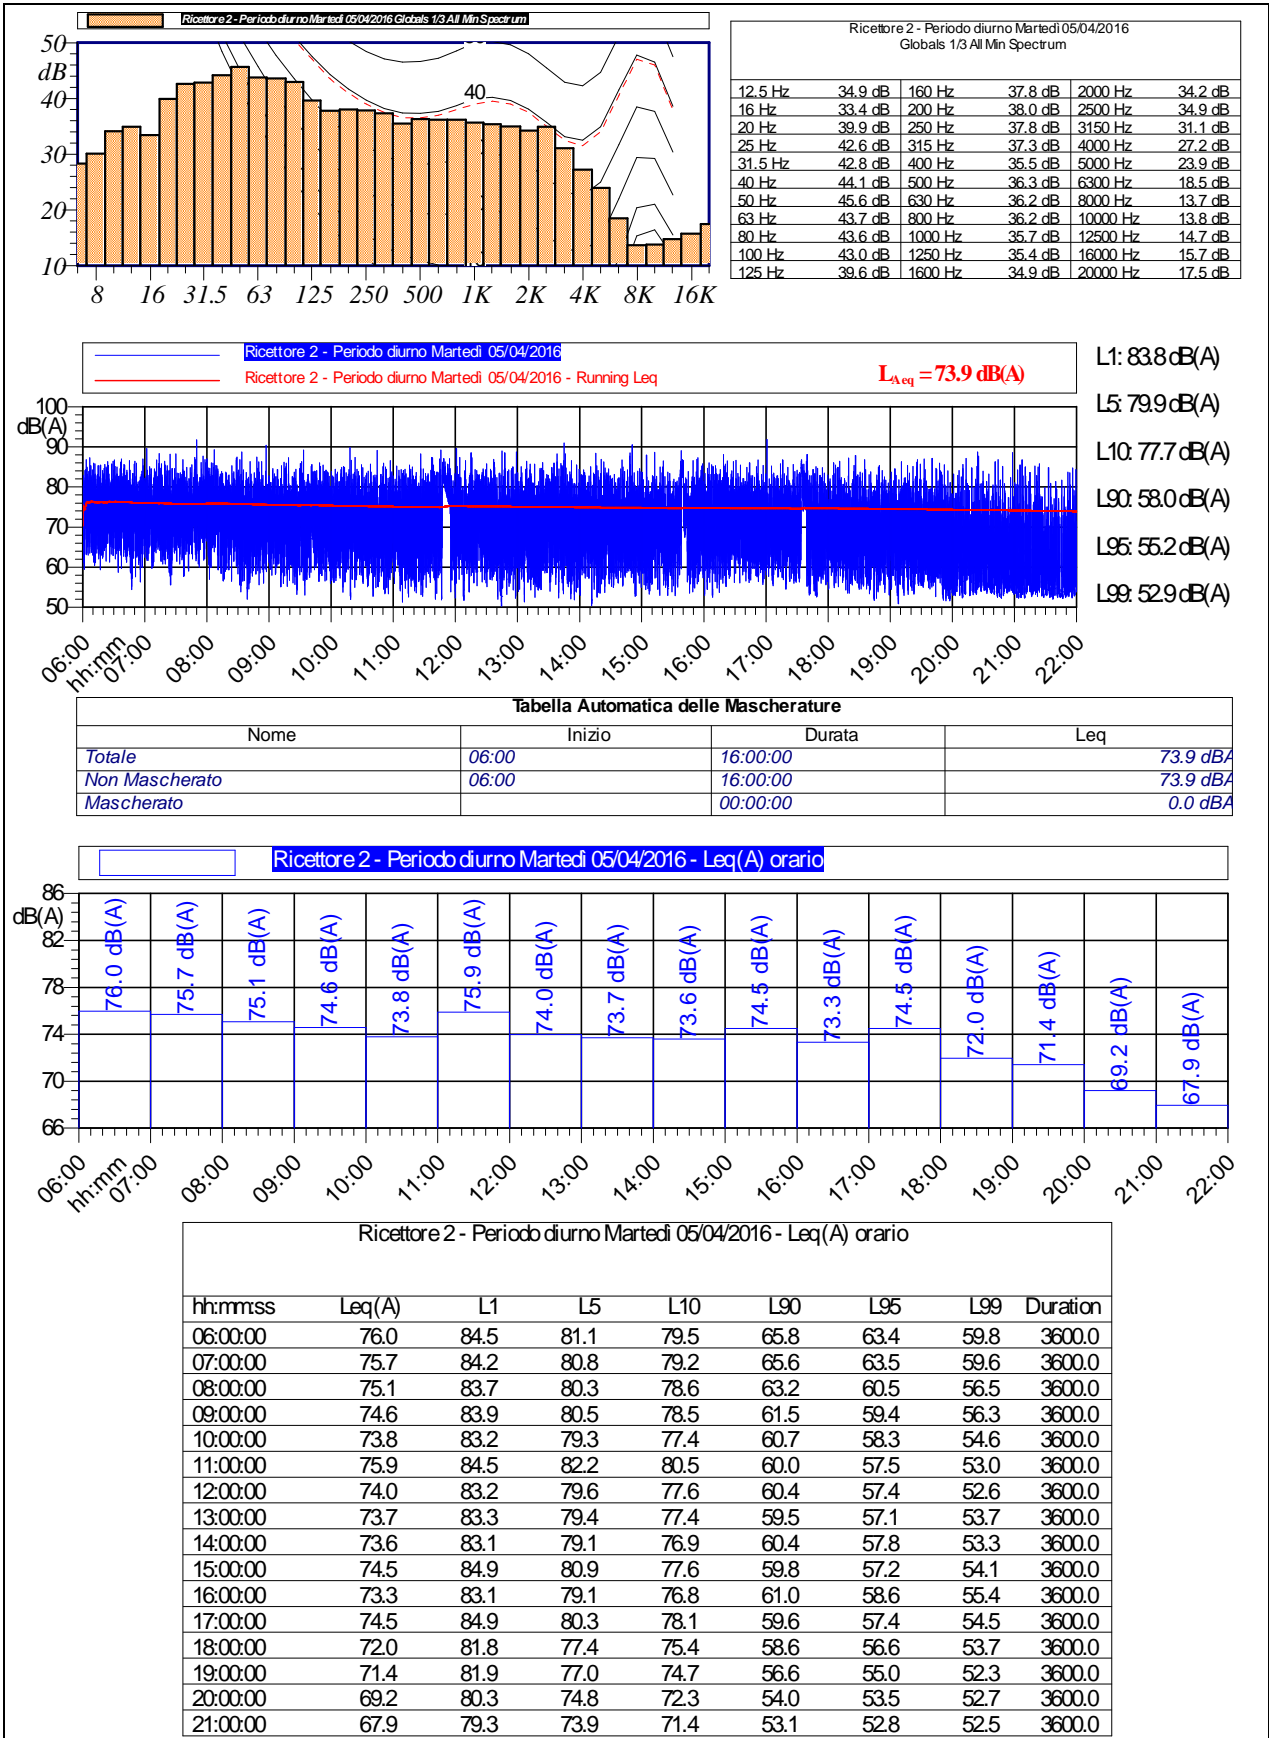 Ricettore 2 - Periodo diurno Martedì 05/04/2016 Globals 1/3 All Min Spectrum
50
dB
40
30
20
10
40
8 16 31.5 63 125 250 500 1K 2K 4K 8K 16K
Ricettore 2 - Periodo diurno Martedì 05/04/2016
Globals 1/3 All Min Spectrum
12.5 Hz 34.9 dB 160 Hz 37.8 dB 2000 Hz 34.2 dB
16 Hz 33.4 dB 200 Hz 38.0 dB 2500 Hz 34.9 dB
20 Hz 39.9 dB 250 Hz 37.8 dB 3150 Hz 31.1 dB
25 Hz 42.6 dB 315 Hz 37.3 dB 4000 Hz 27.2 dB
31.5 Hz 42.8 dB 400 Hz 35.5 dB 5000 Hz 23.9 dB
40 Hz 44.1 dB 500 Hz 36.3 dB 6300 Hz 18.5 dB
50 Hz 45.6 dB 630 Hz 36.2 dB 8000 Hz 13.7 dB
63 Hz 43.7 dB 800 Hz 36.2 dB 10000 Hz 13.8 dB
80 Hz 43.6 dB 1000 Hz 35.7 dB 12500 Hz 14.7 dB
100 Hz 43.0 dB 1250 Hz 35.4 dB 16000 Hz 15.7 dB
125 Hz 39.6 dB 1600 Hz 34.9 dB 20000 Hz 17.5 dB
Ricettore 2 - Periodo diurno Martedì 05/04/2016
Ricettore 2 - Periodo diurno Martedì 05/04/2016 - Running Leq
LAeq = 73.9 dB(A)
L1: 83.8 dB(A)
L5: 79.9 dB(A)
L10: 77.7 dB(A)
L90: 58.0 dB(A)
L95: 55.2 dB(A)
L99: 52.9 dB(A)
100
dB(A)
90
80
70
60
50
06:00 hh:mm 07:00 08:00 09:00 10:00 11:00 12:00 13:00 14:00 15:00 16:00 17:00 18:00 19:00 20:00 21:00 22:00
Tabella Automatica delle Mascherature
Nome Inizio Durata Leq
Totale 06:00 16:00:00 73.9 dBA
Non Mascherato 06:00 16:00:00 73.9 dBA
Mascherato 00:00:00 0.0 dBA
Ricettore 2 - Periodo diurno Martedì 05/04/2016 - Leq(A) orario
86
dB(A)
82
78
74
70
66
76.0 dB(A) 75.7 dB(A) 75.1 dB(A) 74.6 dB(A) 73.8 dB(A) 75.9 dB(A) 74.0 dB(A) 73.7 dB(A) 73.6 dB(A) 74.5 dB(A) 73.3 dB(A) 74.5 dB(A) 72.0 dB(A) 71.4 dB(A) 69.2 dB(A) 67.9 dB(A)
06:00 hh:mm 07:00 08:00 09:00 10:00 11:00 12:00 13:00 14:00 15:00 16:00 17:00 18:00 19:00 20:00 21:00 22:00
Ricettore 2 - Periodo diurno Martedì 05/04/2016 - Leq(A) orario
hh:mm:ss Leq(A) L1 L5 L10 L90 L95 L99 Duration
06:00:00 76.0 84.5 81.1 79.5 65.8 63.4 59.8 3600.0
07:00:00 75.7 84.2 80.8 79.2 65.6 63.5 59.6 3600.0
08:00:00 75.1 83.7 80.3 78.6 63.2 60.5 56.5 3600.0
09:00:00 74.6 83.9 80.5 78.5 61.5 59.4 56.3 3600.0
10:00:00 73.8 83.2 79.3 77.4 60.7 58.3 54.6 3600.0
11:00:00 75.9 84.5 82.2 80.5 60.0 57.5 53.0 3600.0
12:00:00 74.0 83.2 79.6 77.6 60.4 57.4 52.6 3600.0
13:00:00 73.7 83.3 79.4 77.4 59.5 57.1 53.7 3600.0
14:00:00 73.6 83.1 79.1 76.9 60.4 57.8 53.3 3600.0
15:00:00 74.5 84.9 80.9 77.6 59.8 57.2 54.1 3600.0
16:00:00 73.3 83.1 79.1 76.8 61.0 58.6 55.4 3600.0
17:00:00 74.5 84.9 80.3 78.1 59.6 57.4 54.5 3600.0
18:00:00 72.0 81.8 77.4 75.4 58.6 56.6 53.7 3600.0
19:00:00 71.4 81.9 77.0 74.7 56.6 55.0 52.3 3600.0
20:00:00 69.2 80.3 74.8 72.3 54.0 53.5 52.7 3600.0
21:00:00 67.9 79.3 73.9 71.4 53.1 52.8 52.5 3600.0